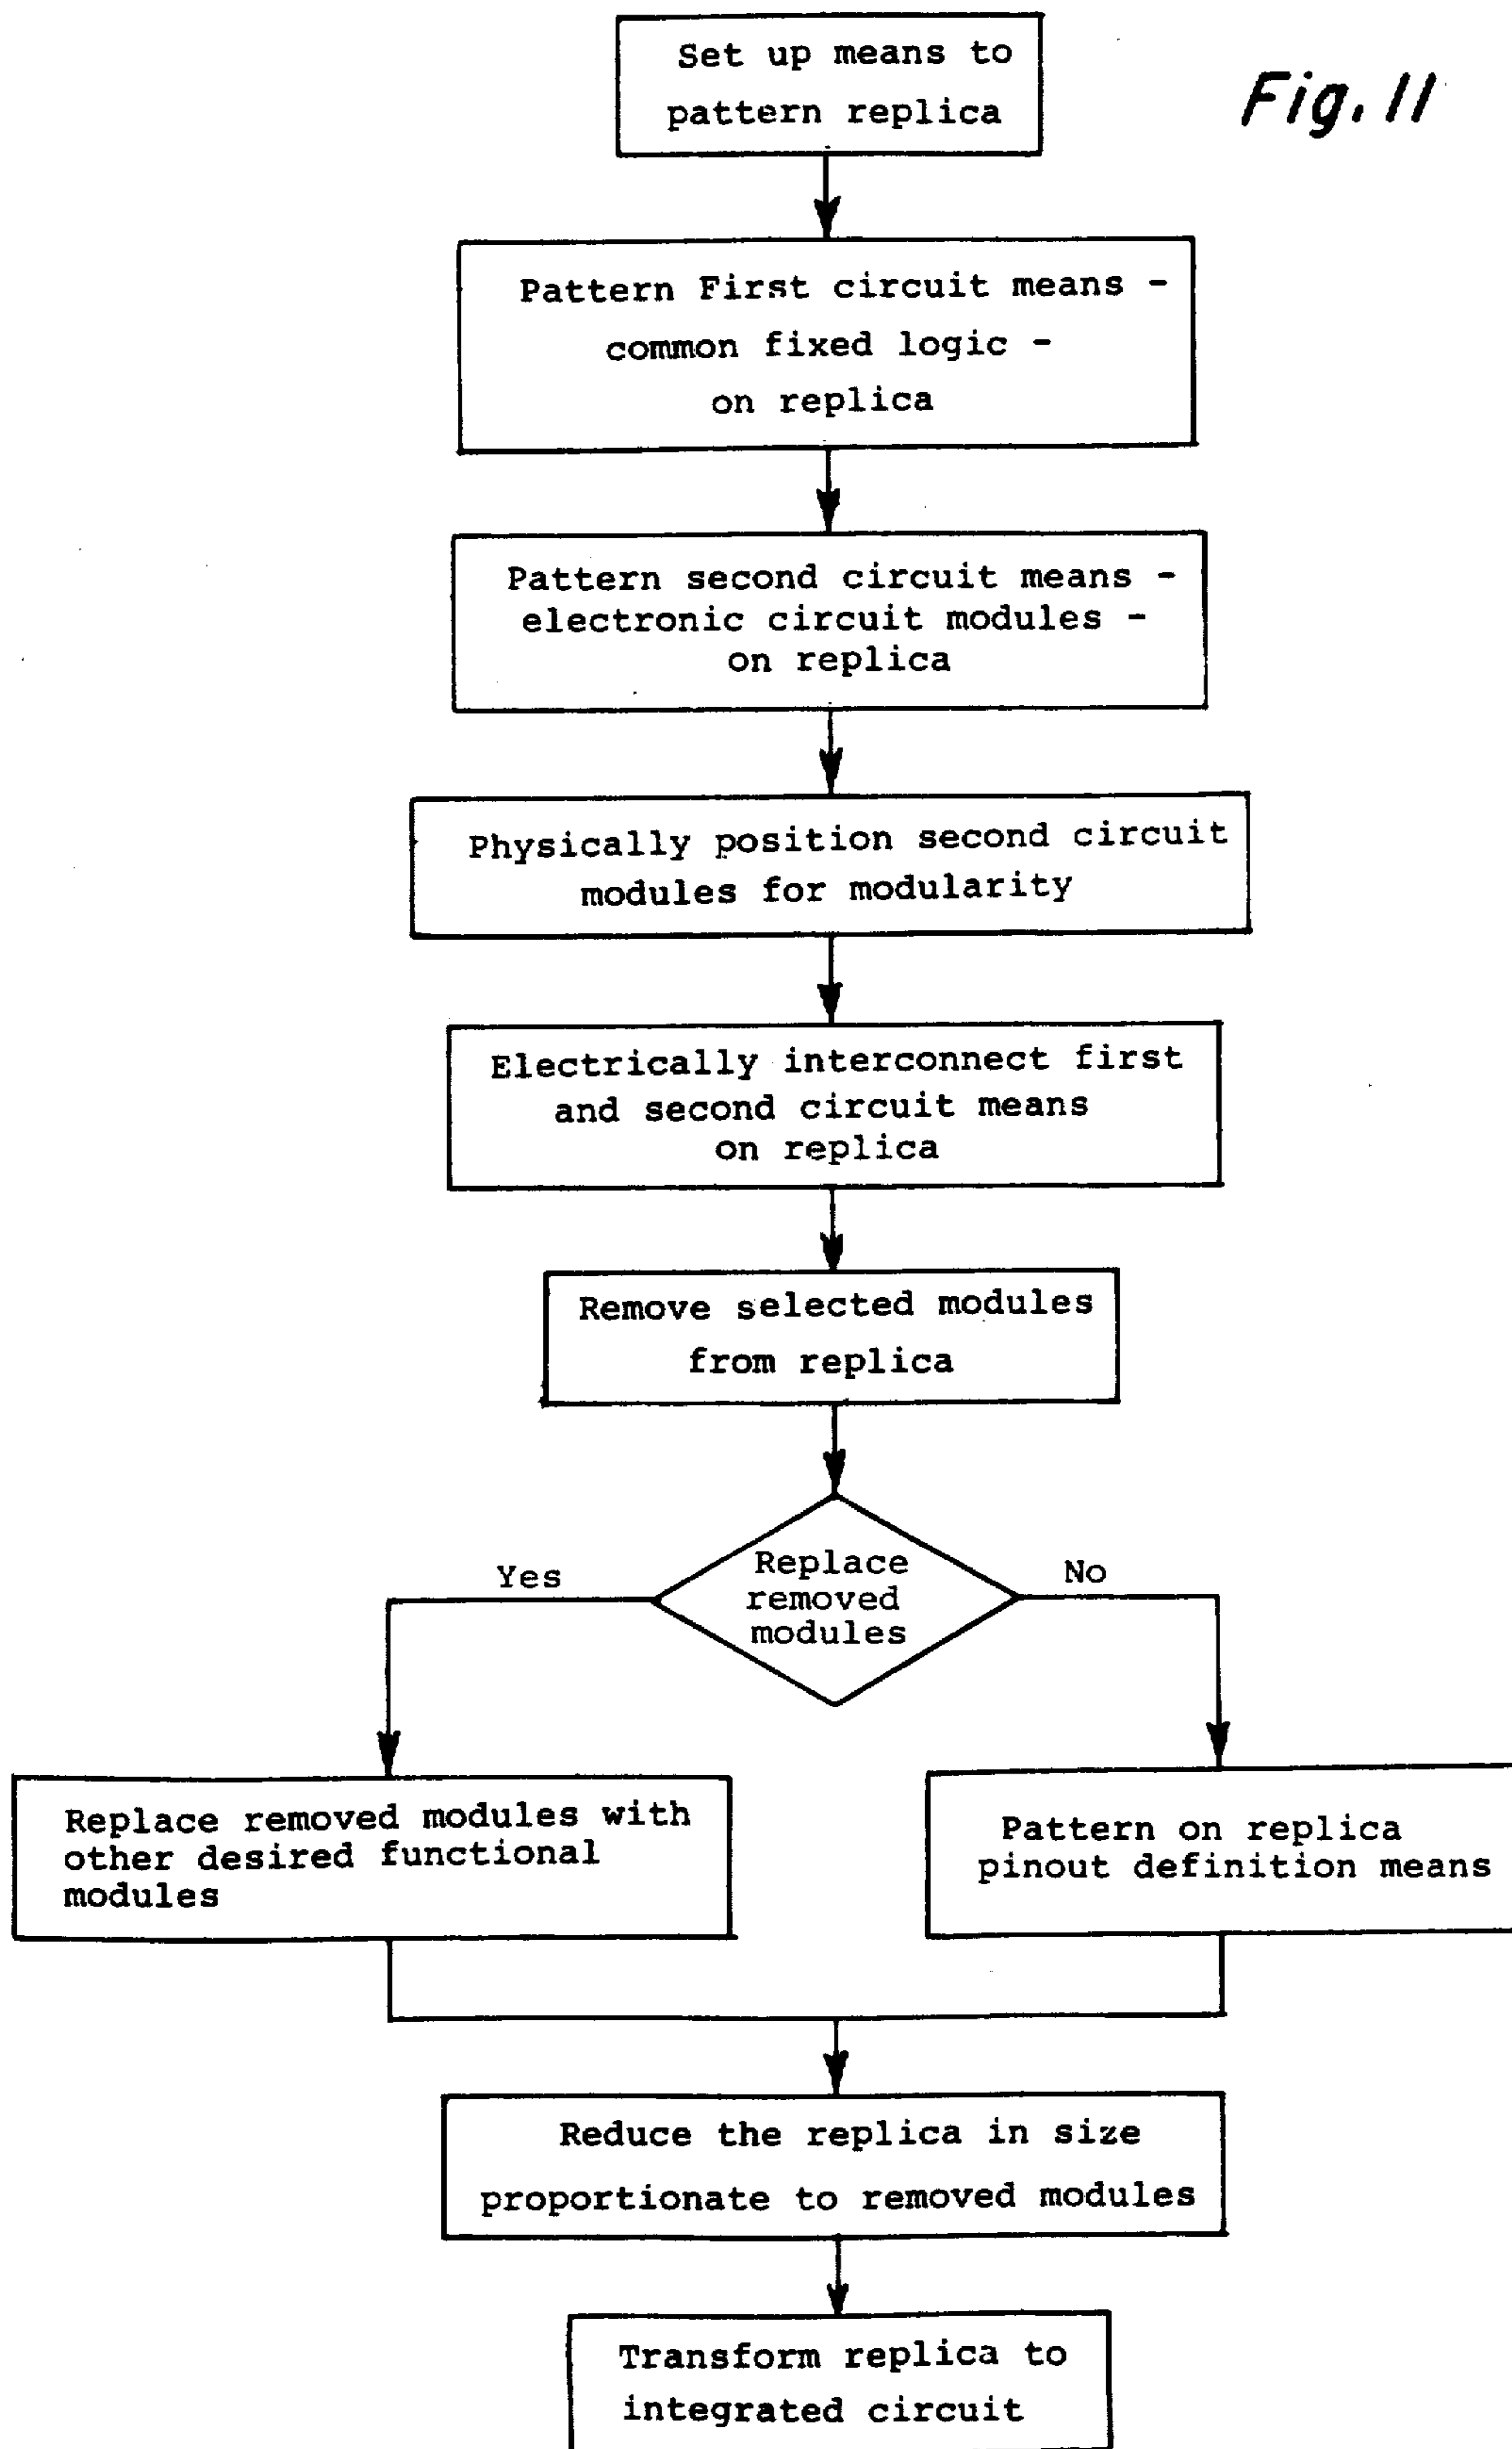 Set up means to
pattern replica
Fig. 11
Pattern First circuit means -
common fixed logic -
on replica
Pattern second circuit means -
electronic circuit modules -
on replica
Physically position second circuit
modules for modularity
Electrically interconnect first
and second circuit means
on replica
Remove selected modules
from replica
Replace
removed
modules
Yes
No
Replace removed modules with
other desired functional
modules
Pattern on replica
pinout definition means
Reduce the replica in size
proportionate to removed modules
Transform replica to
integrated circuit